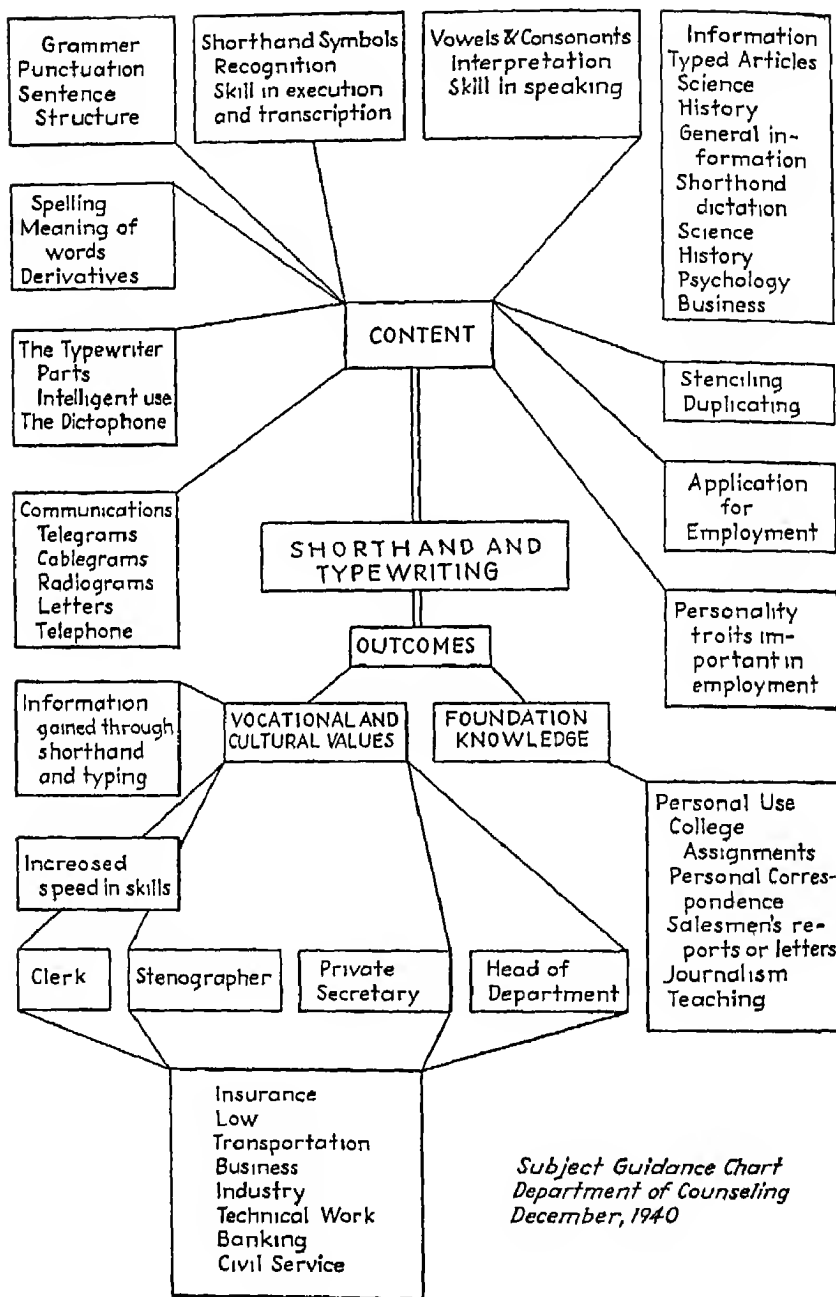 Grammer
Punctuation
Sentence
Structure
Shorthand Symbols
Recognition
Skill in execution
and transcription
Vowels & Consonants
Interpretation
Skill in speaking
Information
Typed Articles
Science
History
General in-
formation
Shorthond
dictation
Science
History
Psychology
Business
Spelling
Meaning of
words
Derivatives
CONTENT
The Typewriter
Parts
Intelligent use
The Dictophone
Stenciling
Duplicating
Application
for
Employment
Communications
Telegrams
Cablegrams
Radiograms
Letters
Telephone
SHORTHAND AND
TYPEWRITING
Personality
troits im-
portant in
employment
OUTCOMES
Information
gained through
shorthand
and typing
VOCATIONAL AND
CULTURAL VALUES
FOUNDATION
KNOWLEDGE
Personal Use
College
Assignments
Personal Corres-
pondence
Salesmen's re-
ports or letters
Journalism
Teaching
Increosed
speed in skills
Clerk
Stenographer
Private
Secretary
Head of
Department
Insurance
Low
Transportation
Business
Industry
Technical Work
Banking
Civil Service
Subject Guidance Chart
Department of Counseling
December, 1940